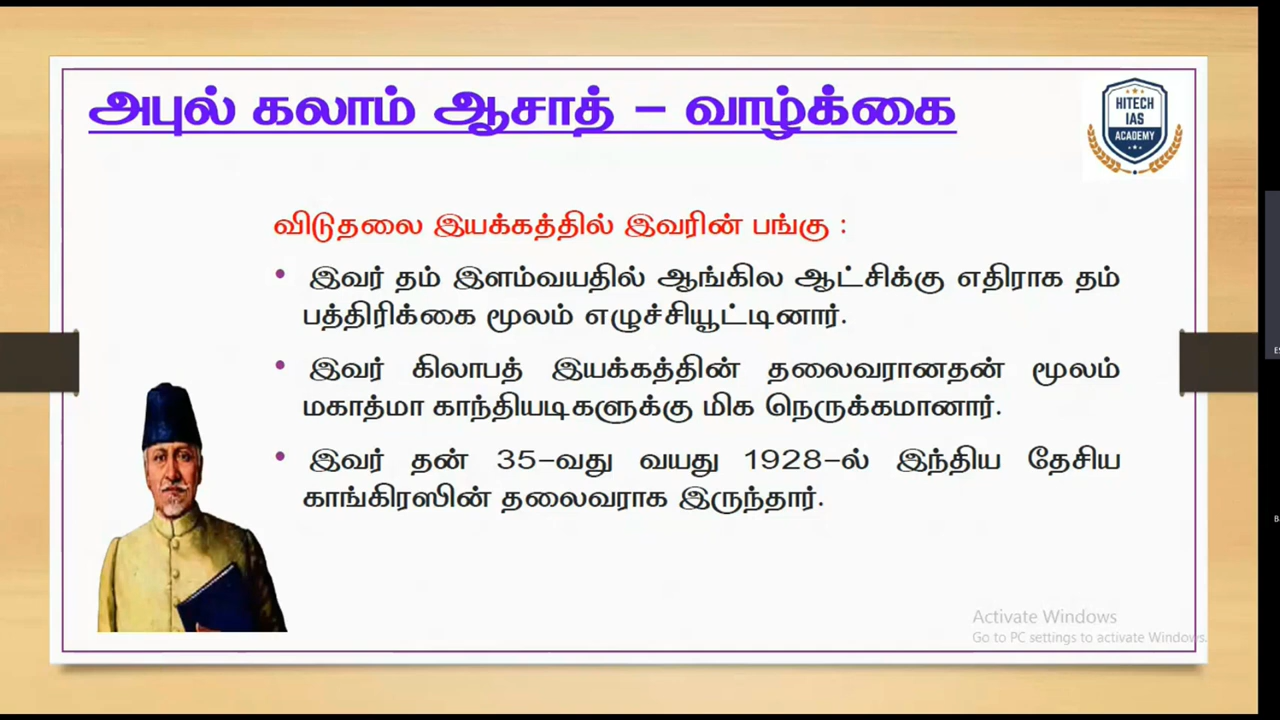 அபுல் கலாம் ஆசாத் – வாழ்க்கை
HITECH
IAS
ACADEMY
விடுதலை இயக்கத்தில் இவரின் பங்கு :
• இவர் தம் இளம்வயதில் ஆங்கில ஆட்சிக்கு எதிராக தம்
பத்திரிக்கை மூலம் எழுச்சியூட்டினார்.
• இவர் கிலாபத் இயக்கத்தின் தலைவரானதன் மூலம்
மகாத்மா காந்தியடிகளுக்கு மிக நெருக்கமானார்.
• இவர் தன் 35–வது வயது 1928–ல் இந்திய தேசிய
காங்கிரஸின் தலைவராக இருந்தார்.
Activate Windows
Go to PC settings to activate Windows.